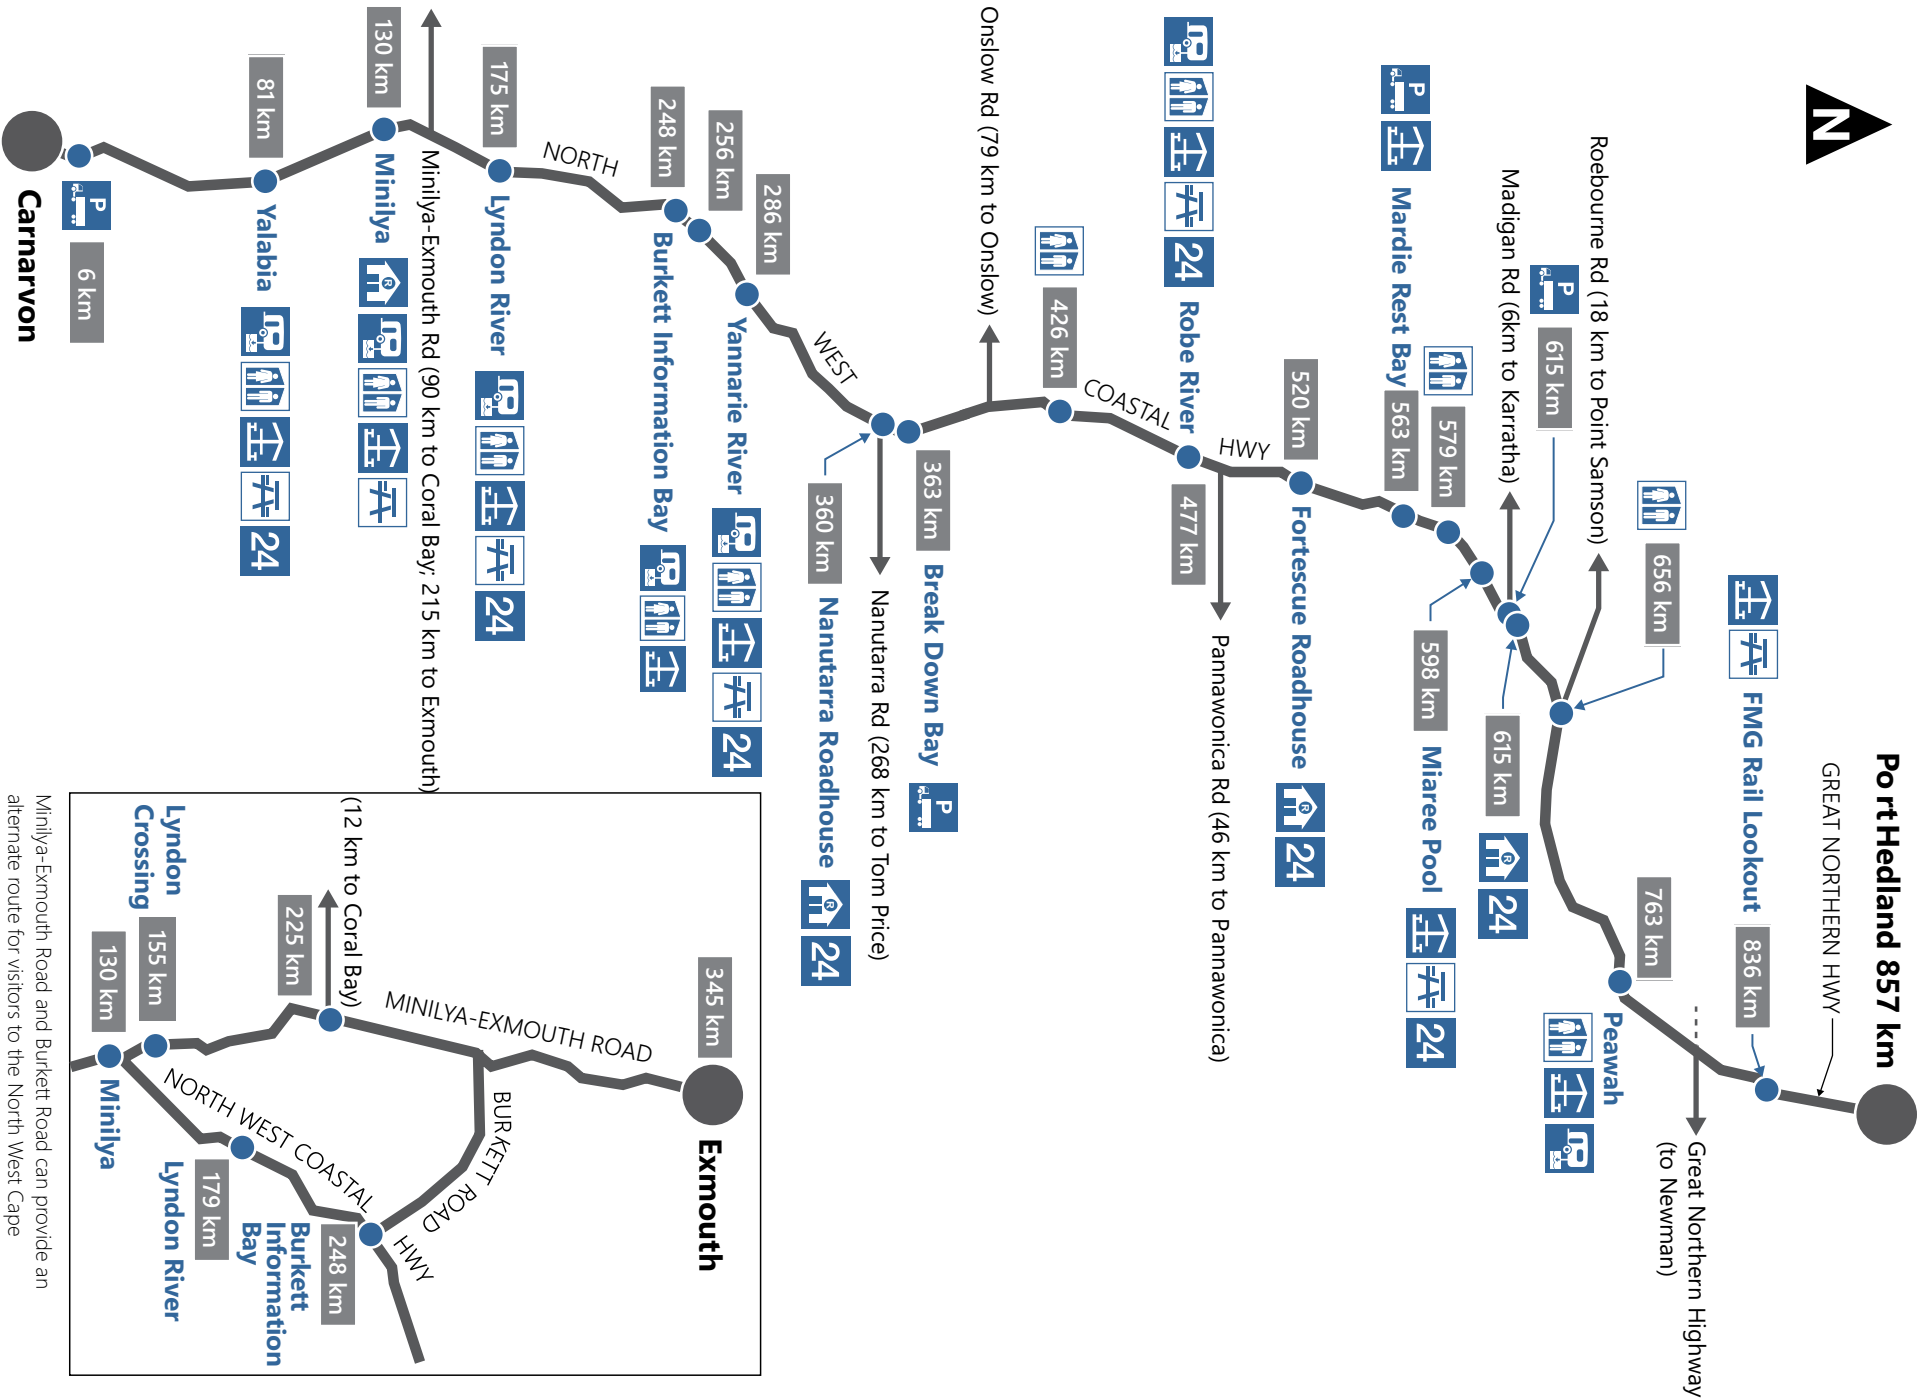 N
Port Hedland 857 km
GREAT NORTHERN HWY
836 km
FMG Rail Lookout
Great Northern Highway
(to Newman)
763 km
Peawah
656 km
Roebourne Rd (18 km to Point Samson)
P
615 km
Madigan Rd (6km to Karratha)
615 km
R
24
598 km
Miaree Pool
24
579 km
P
Mardie Rest Bay
563 km
520 km
Fortescue Roadhouse
R
24
HWY
Pannawonica Rd (46 km to Pannawonica)
24
Robe River
477 km
COASTAL
426 km
Onslow Rd (79 km to Onslow)
363 km
Break Down Bay
P
Nanutarra Rd (268 km to Tom Price)
360 km
Nanutarra Roadhouse
R
24
WEST
286 km
Yannarie River
24
256 km
248 km
Burkett Information Bay
NORTH
175 km
Lyndon River
24
Minilya-Exmouth Rd (90 km to Coral Bay; 215 km to Exmouth)
130 km
Minilya
R
81 km
Yalabia
24
P
6 km
Carnarvon
345 km
Exmouth
MINILYA-EXMOUTH ROAD
BURKETT ROAD
(12 km to Coral Bay)
225 km
HWY
248 km
Burkett
Information
Bay
NORTH WEST COASTAL
179 km
Lyndon River
Lyndon
Crossing
155 km
130 km
Minilya
Minilya-Exmouth Road and Burkett Road can provide an
alternate route for visitors to the North West Cape